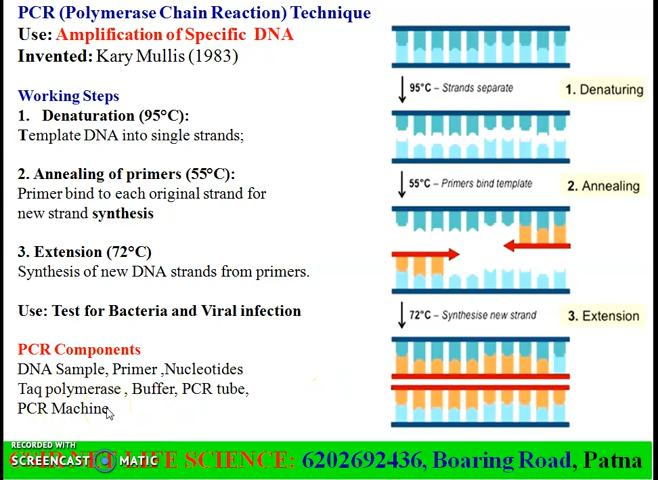 PCR (Polymerase Chain Reaction) Technique
Use: Amplification of Specific DNA
Invented: Kary Mullis (1983)
Working Steps
1. Denaturation (95°C):
Template DNA into single strands;
2. Annealing of primers (55°C):
Primer bind to each original strand for
new strand synthesis
3. Extension (72°C)
Synthesis of new DNA strands from primers.
Use: Test for Bacteria and Viral infection
PCR Components
DNA Sample, Primer ,Nucleotides
Taq polymerase , Buffer, PCR tube,
PCR Machine
95°C – Strands separate
1. Denaturing
55°C – Primers bind template
2. Annealing
72°C – Synthesise new strand
3. Extension
RECORDED WITH
SCREENCAST MATIC
LIFE SCIENCE: 6202692436, Boaring Road, Patna